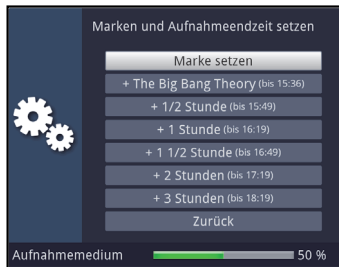 Marken und Aufnahmeendzeit setzen
Marke setzen
+ The Big Bang Theory (bis 15:36)
+ 1/2 Stunde (bis 15:49)
+ 1 Stunde (bis 16:19)
+ 1 1/2 Stunde (bis 16:49)
+ 2 Stunden (bis 17:19)
+ 3 Stunden (bis 18:19)
Zurück
Aufnahmemedium 50 %